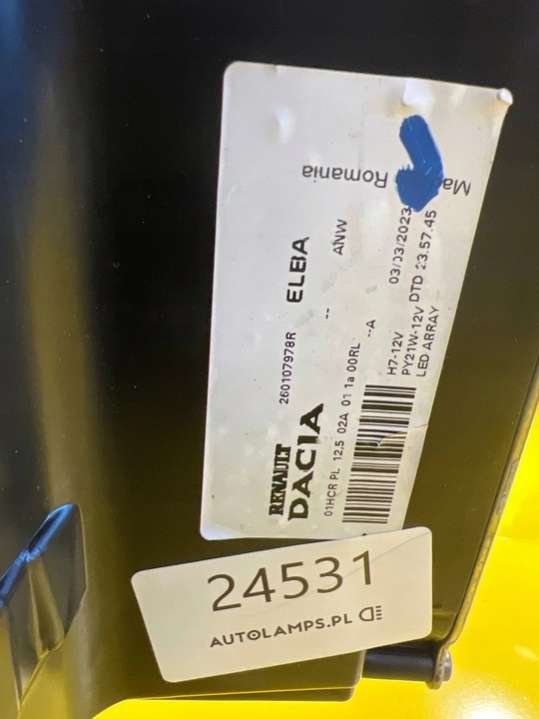 RENAULT
DACIA
260107978R ELBA
01HCR PL 12.5 02A 01 1a 00RL --A
-- ANW
H7-12V 03/03/2023
PY21W-12V DTD 23.57.45
LED ARRAY
Romania
24531
AUTOLAMPS.PL